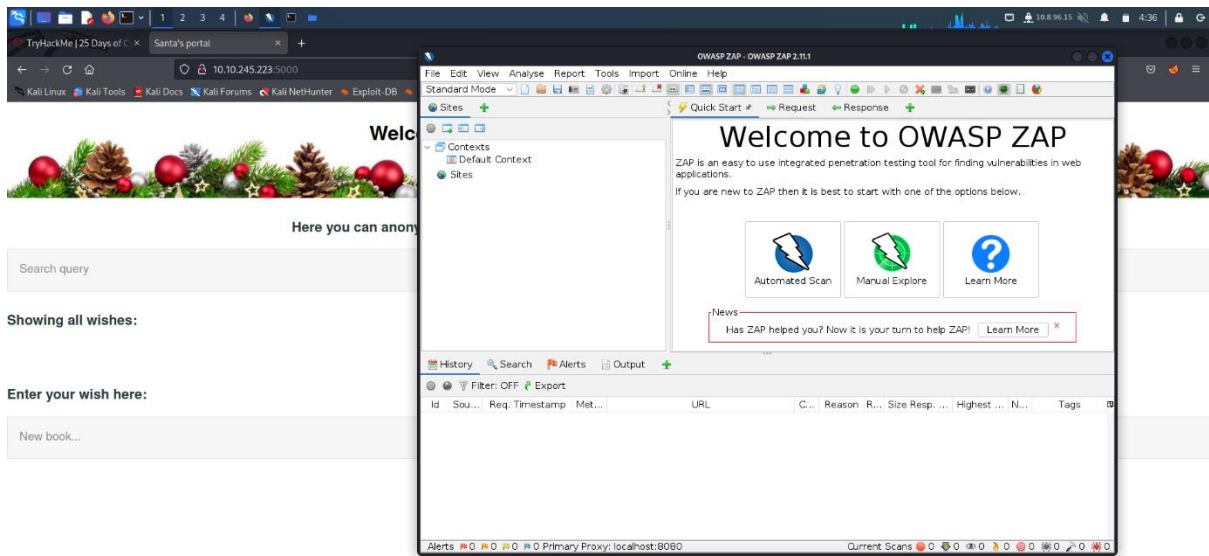 1 2 3 4
10.8.96.15
4:36
TryHackMe | 25 Days of C
Santa's portal
10.10.245.223:5000
Kali Linux Kali Tools Kali Docs Kali Forums Kali NetHunter Exploit-DB
Welc
Here you can anony
Search query
Showing all wishes:
Enter your wish here:
New book...
OWASP ZAP - OWASP ZAP 2.11.1
File Edit View Analyse Report Tools Import Online Help
Standard Mode
Sites
Quick Start Request Response
Contexts
Default Context
Sites
Welcome to OWASP ZAP
ZAP is an easy to use integrated penetration testing tool for finding vulnerabilities in web
applications.
If you are new to ZAP then it is best to start with one of the options below.
Automated Scan Manual Explore Learn More
News
Has ZAP helped you? Now it is your turn to help ZAP! Learn More
History Search Alerts Output
Filter: OFF Export
Id Sou... Req. Timestamp Met... URL C... Reason R... Size Resp. ... Highest ... N... Tags
Alerts 0 0 0 0 Primary Proxy: localhost:8080
Current Scans 0 0 0 0 0 0 0 0